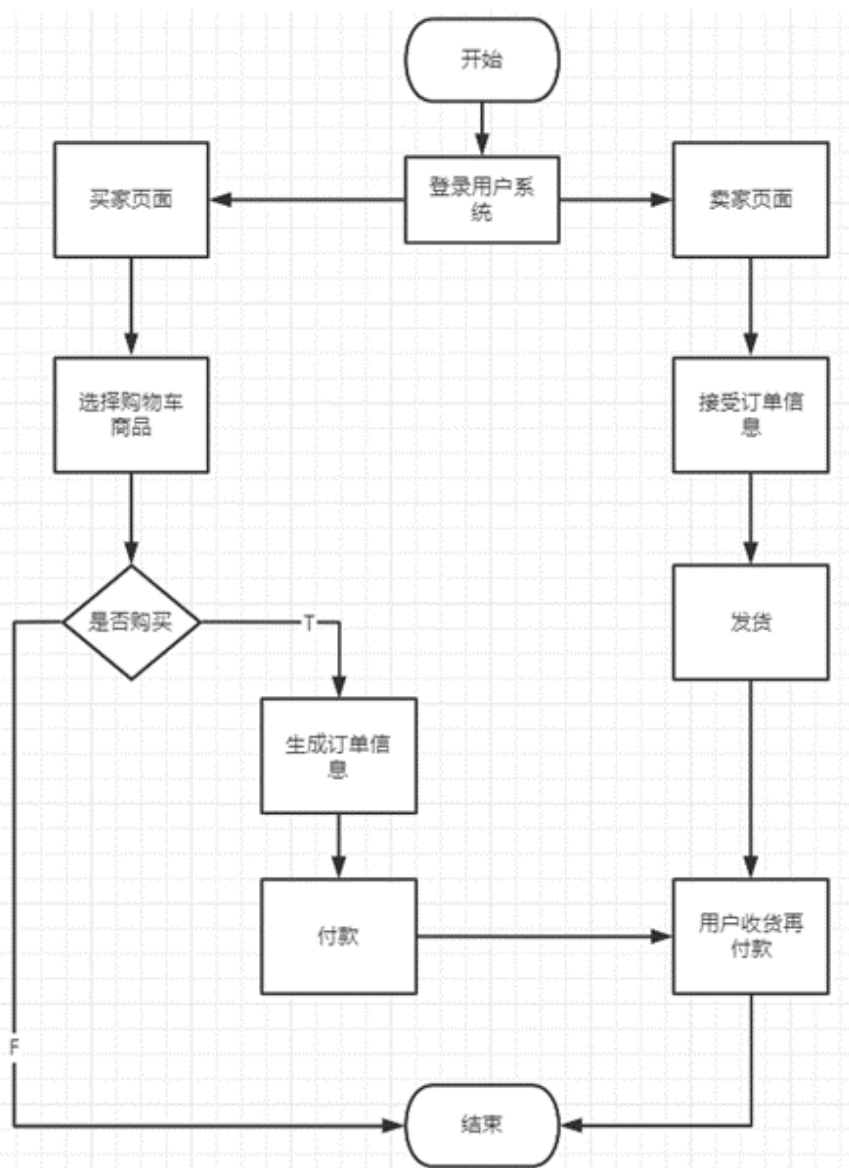 开始
买家页面
登录用户系
统
卖家页面
选择购物车
商品
接受订单信
息
是否购买
T
发货
生成订单信
息
付款
用户收货再
付款
F
结束